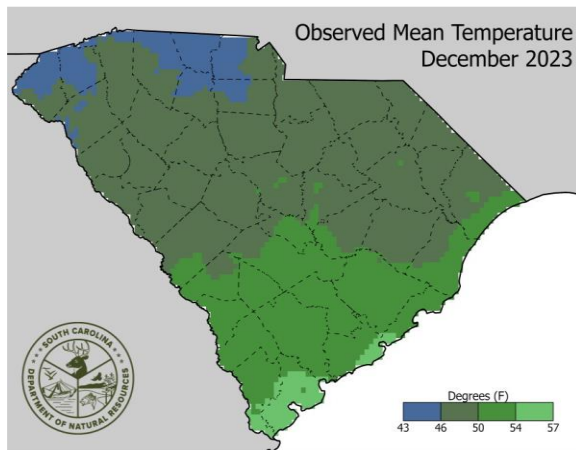 Observed Mean Temperature
December 2023
SOUTH CAROLINA
DEPARTMENT OF NATURAL RESOURCES
Degrees (F)
43 46 50 54 57